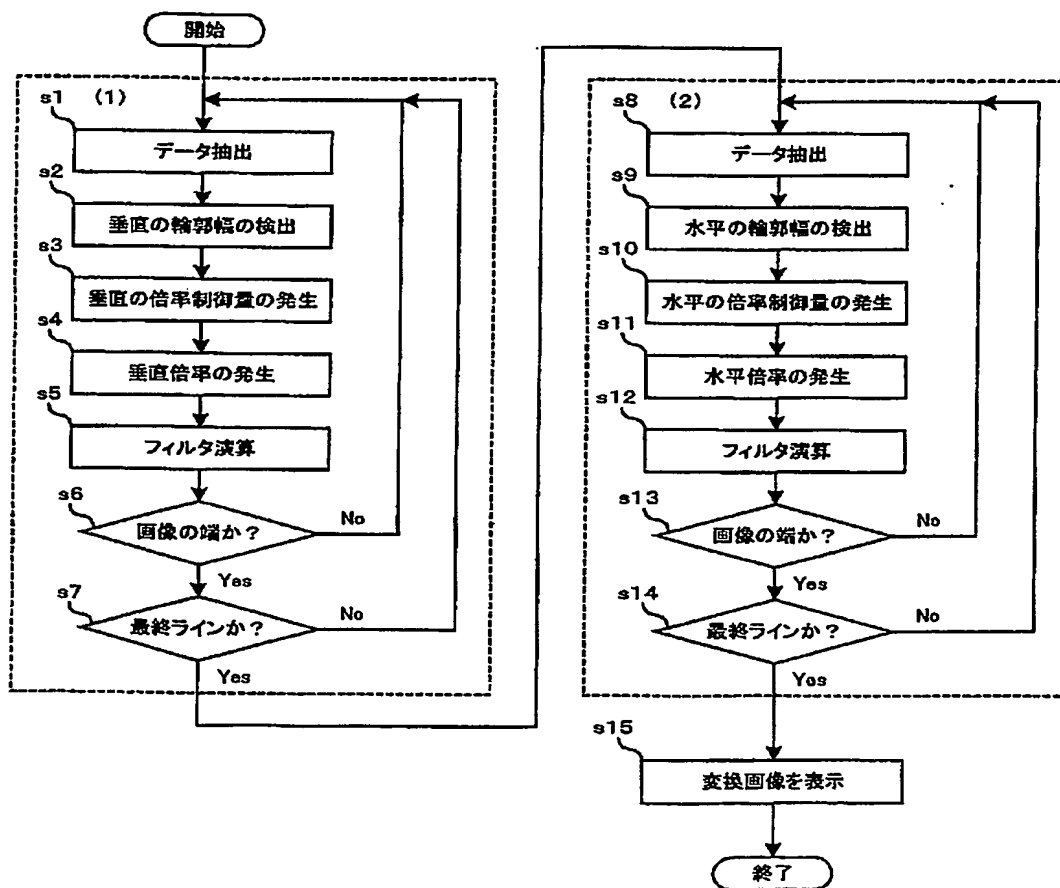 開始
s1 (1)
データ抽出
s2
垂直の輪郭幅の検出
s3
垂直の倍率制御量の発生
s4
垂直倍率の発生
s5
フィルタ演算
s6
画像の端か？
No
Yes
s7
最終ラインか？
No
Yes
s8 (2)
データ抽出
s9
水平の輪郭幅の検出
s10
水平の倍率制御量の発生
s11
水平倍率の発生
s12
フィルタ演算
s13
画像の端か？
No
Yes
s14
最終ラインか？
No
Yes
s15
変換画像を表示
終了